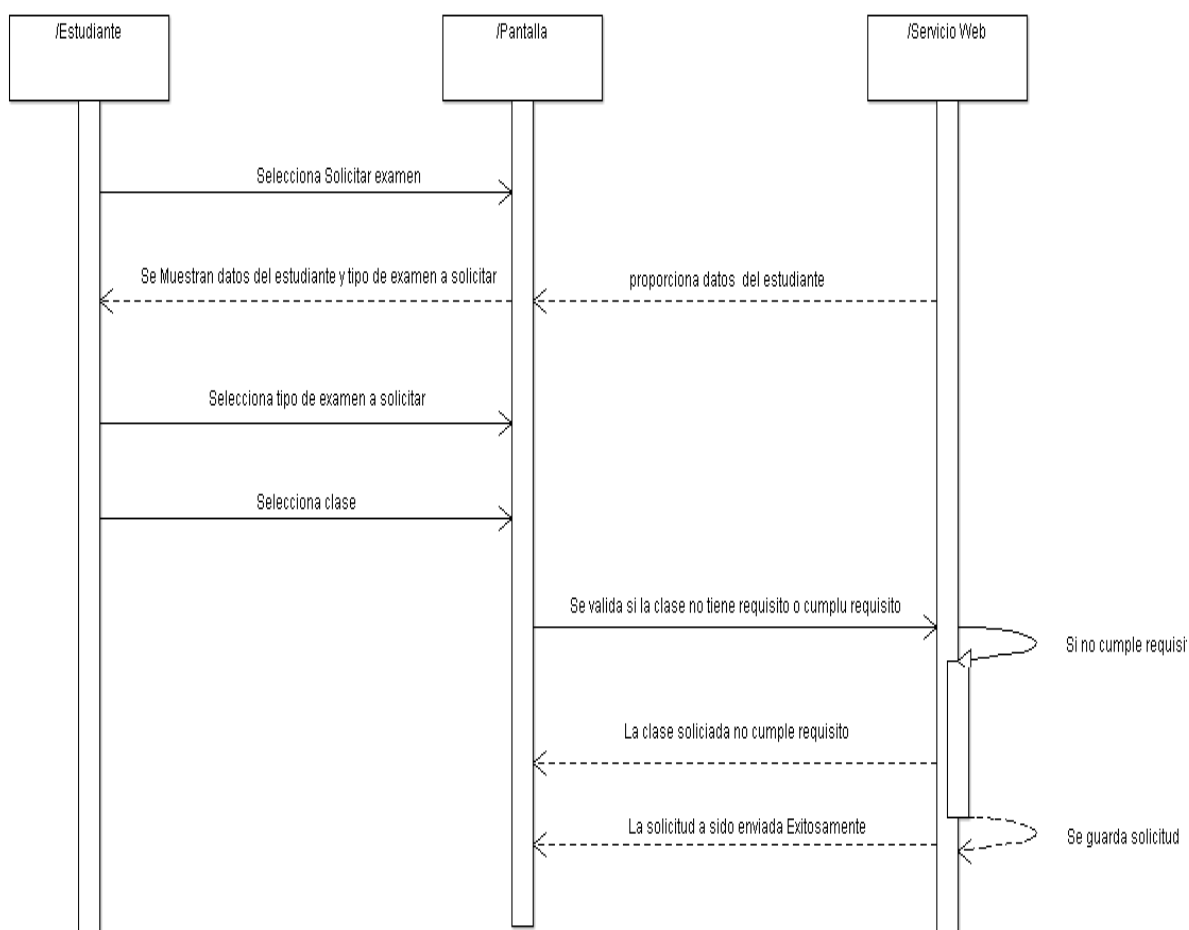 /Estudiante
/Pantalla
/Servicio Web
Selecciona Solicitar examen
Se Muestran datos del estudiante y tipo de examen a solicitar
proporciona datos del estudiante
Selecciona tipo de examen a solicitar
Selecciona clase
Se valida si la clase no tiene requisito o cumplu requisito
Si no cumple requisit
La clase soliciada no cumple requisito
La solicitud a sido enviada Exitosamente
Se guarda solicitud